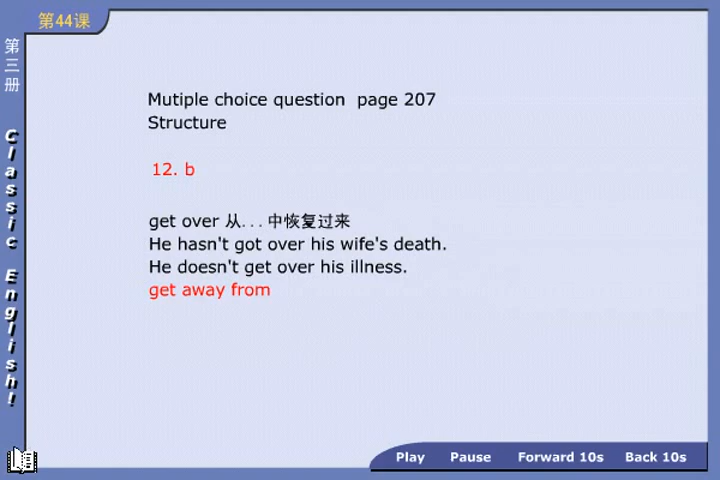 第44课
第三册
Classic English!
Mutiple choice question page 207
Structure
12. b
get over 从...中恢复过来
He hasn't got over his wife's death.
He doesn't get over his illness.
get away from
Play Pause Forward 10s Back 10s